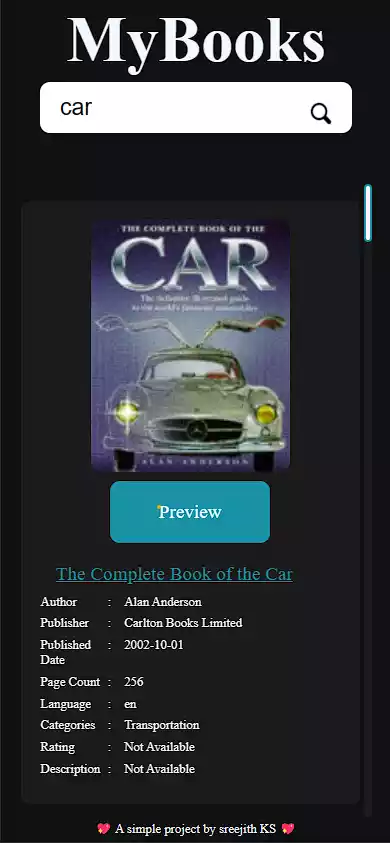 MyBooks
car
THE COMPLETE BOOK OF THE
CAR
The definitive illustrated guide
to the world's favourite automobiles
ALAN ANDERSON
Preview
The Complete Book of the Car
Author : Alan Anderson
Publisher : Carlton Books Limited
Published : 2002-10-01
Date
Page Count : 256
Language : en
Categories : Transportation
Rating : Not Available
Description : Not Available
💖 A simple project by sreejith KS 💖